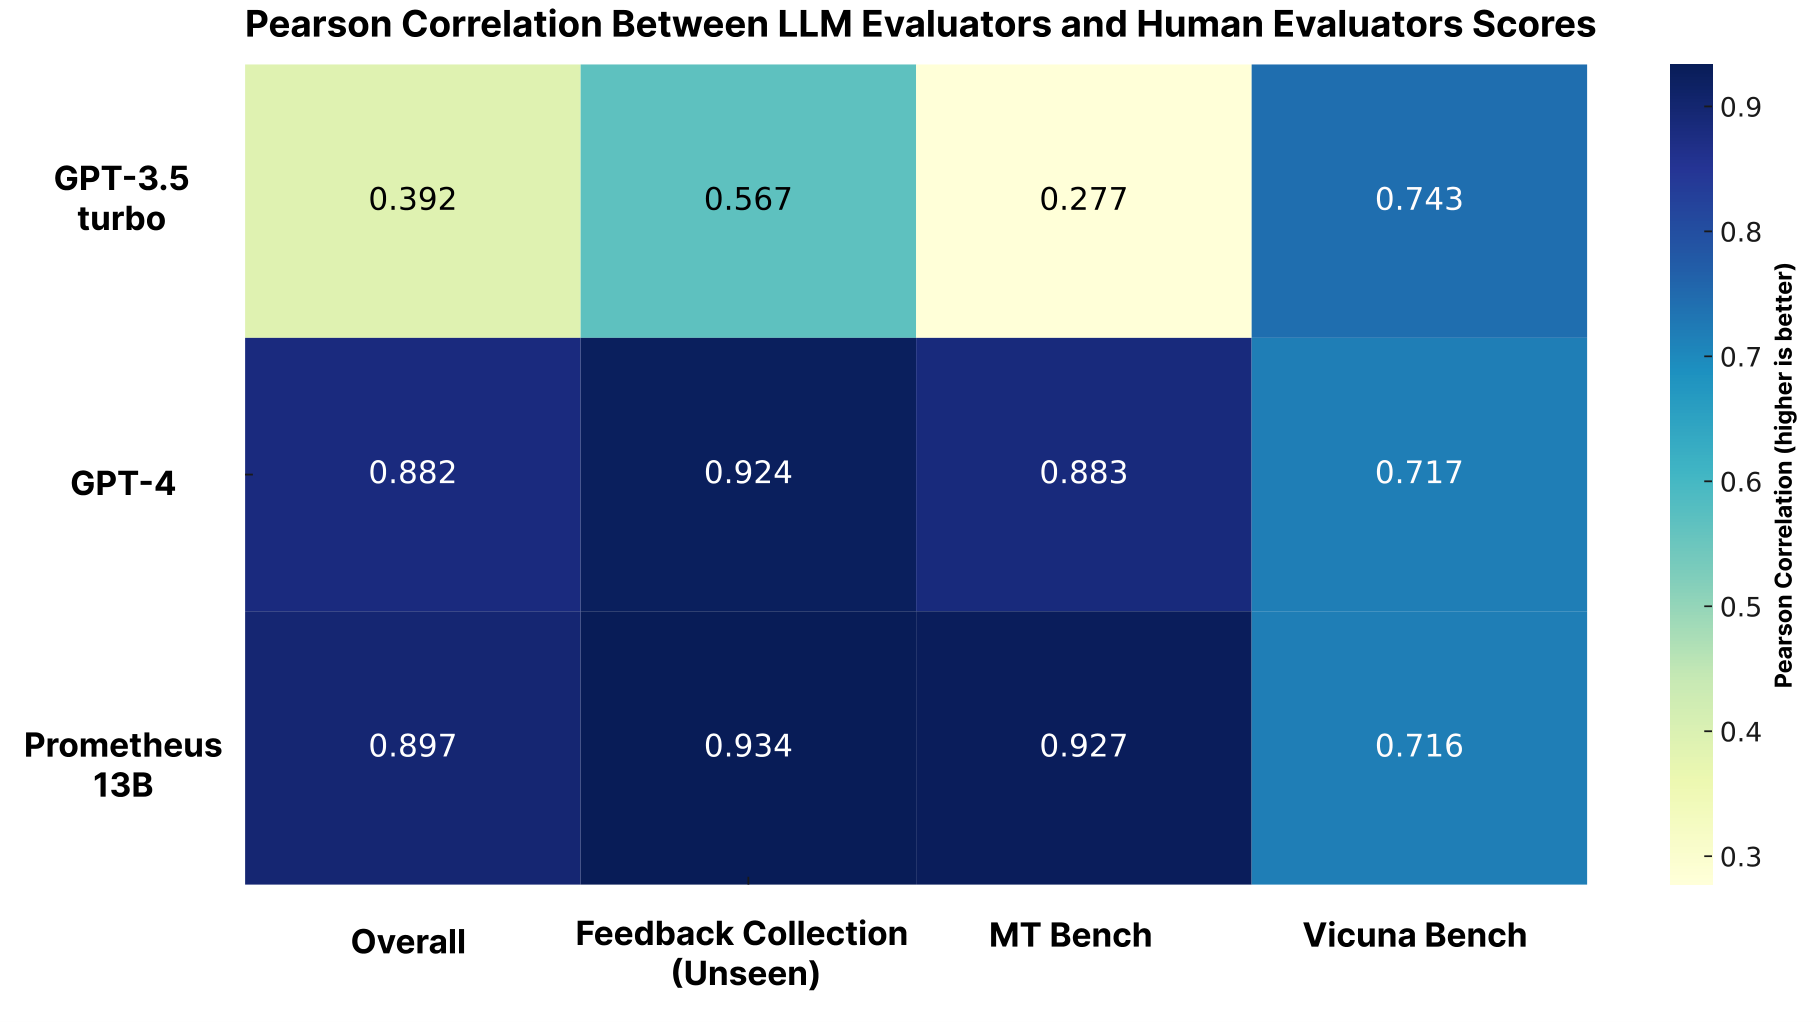 Pearson Correlation Between LLM Evaluators and Human Evaluators Scores
GPT-3.5
turbo
0.392
0.567
0.277
0.743
GPT-4
0.882
0.924
0.883
0.717
Prometheus
13B
0.897
0.934
0.927
0.716
Overall
Feedback Collection
(Unseen)
MT Bench
Vicuna Bench
0.9
0.8
0.7
0.6
0.5
0.4
0.3
Pearson Correlation (higher is better)